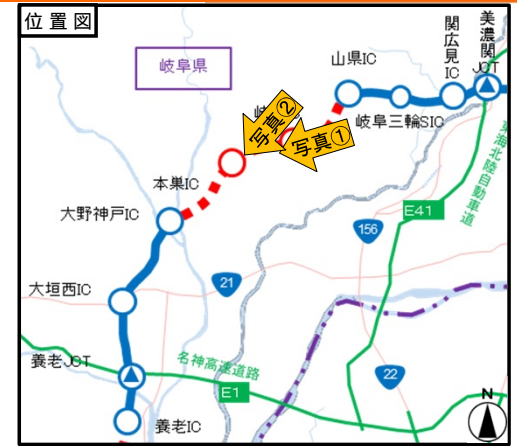 位置図
岐阜県
山県IC
関広見IC
美濃関JCT
岐
岐阜三輪SIC
写真②
写真①
本巣IC
大野神戸IC
東海北陸自動車道
E41
156
大垣西IC
21
養老JCT
名神高速道路
E1
22
養老IC
N